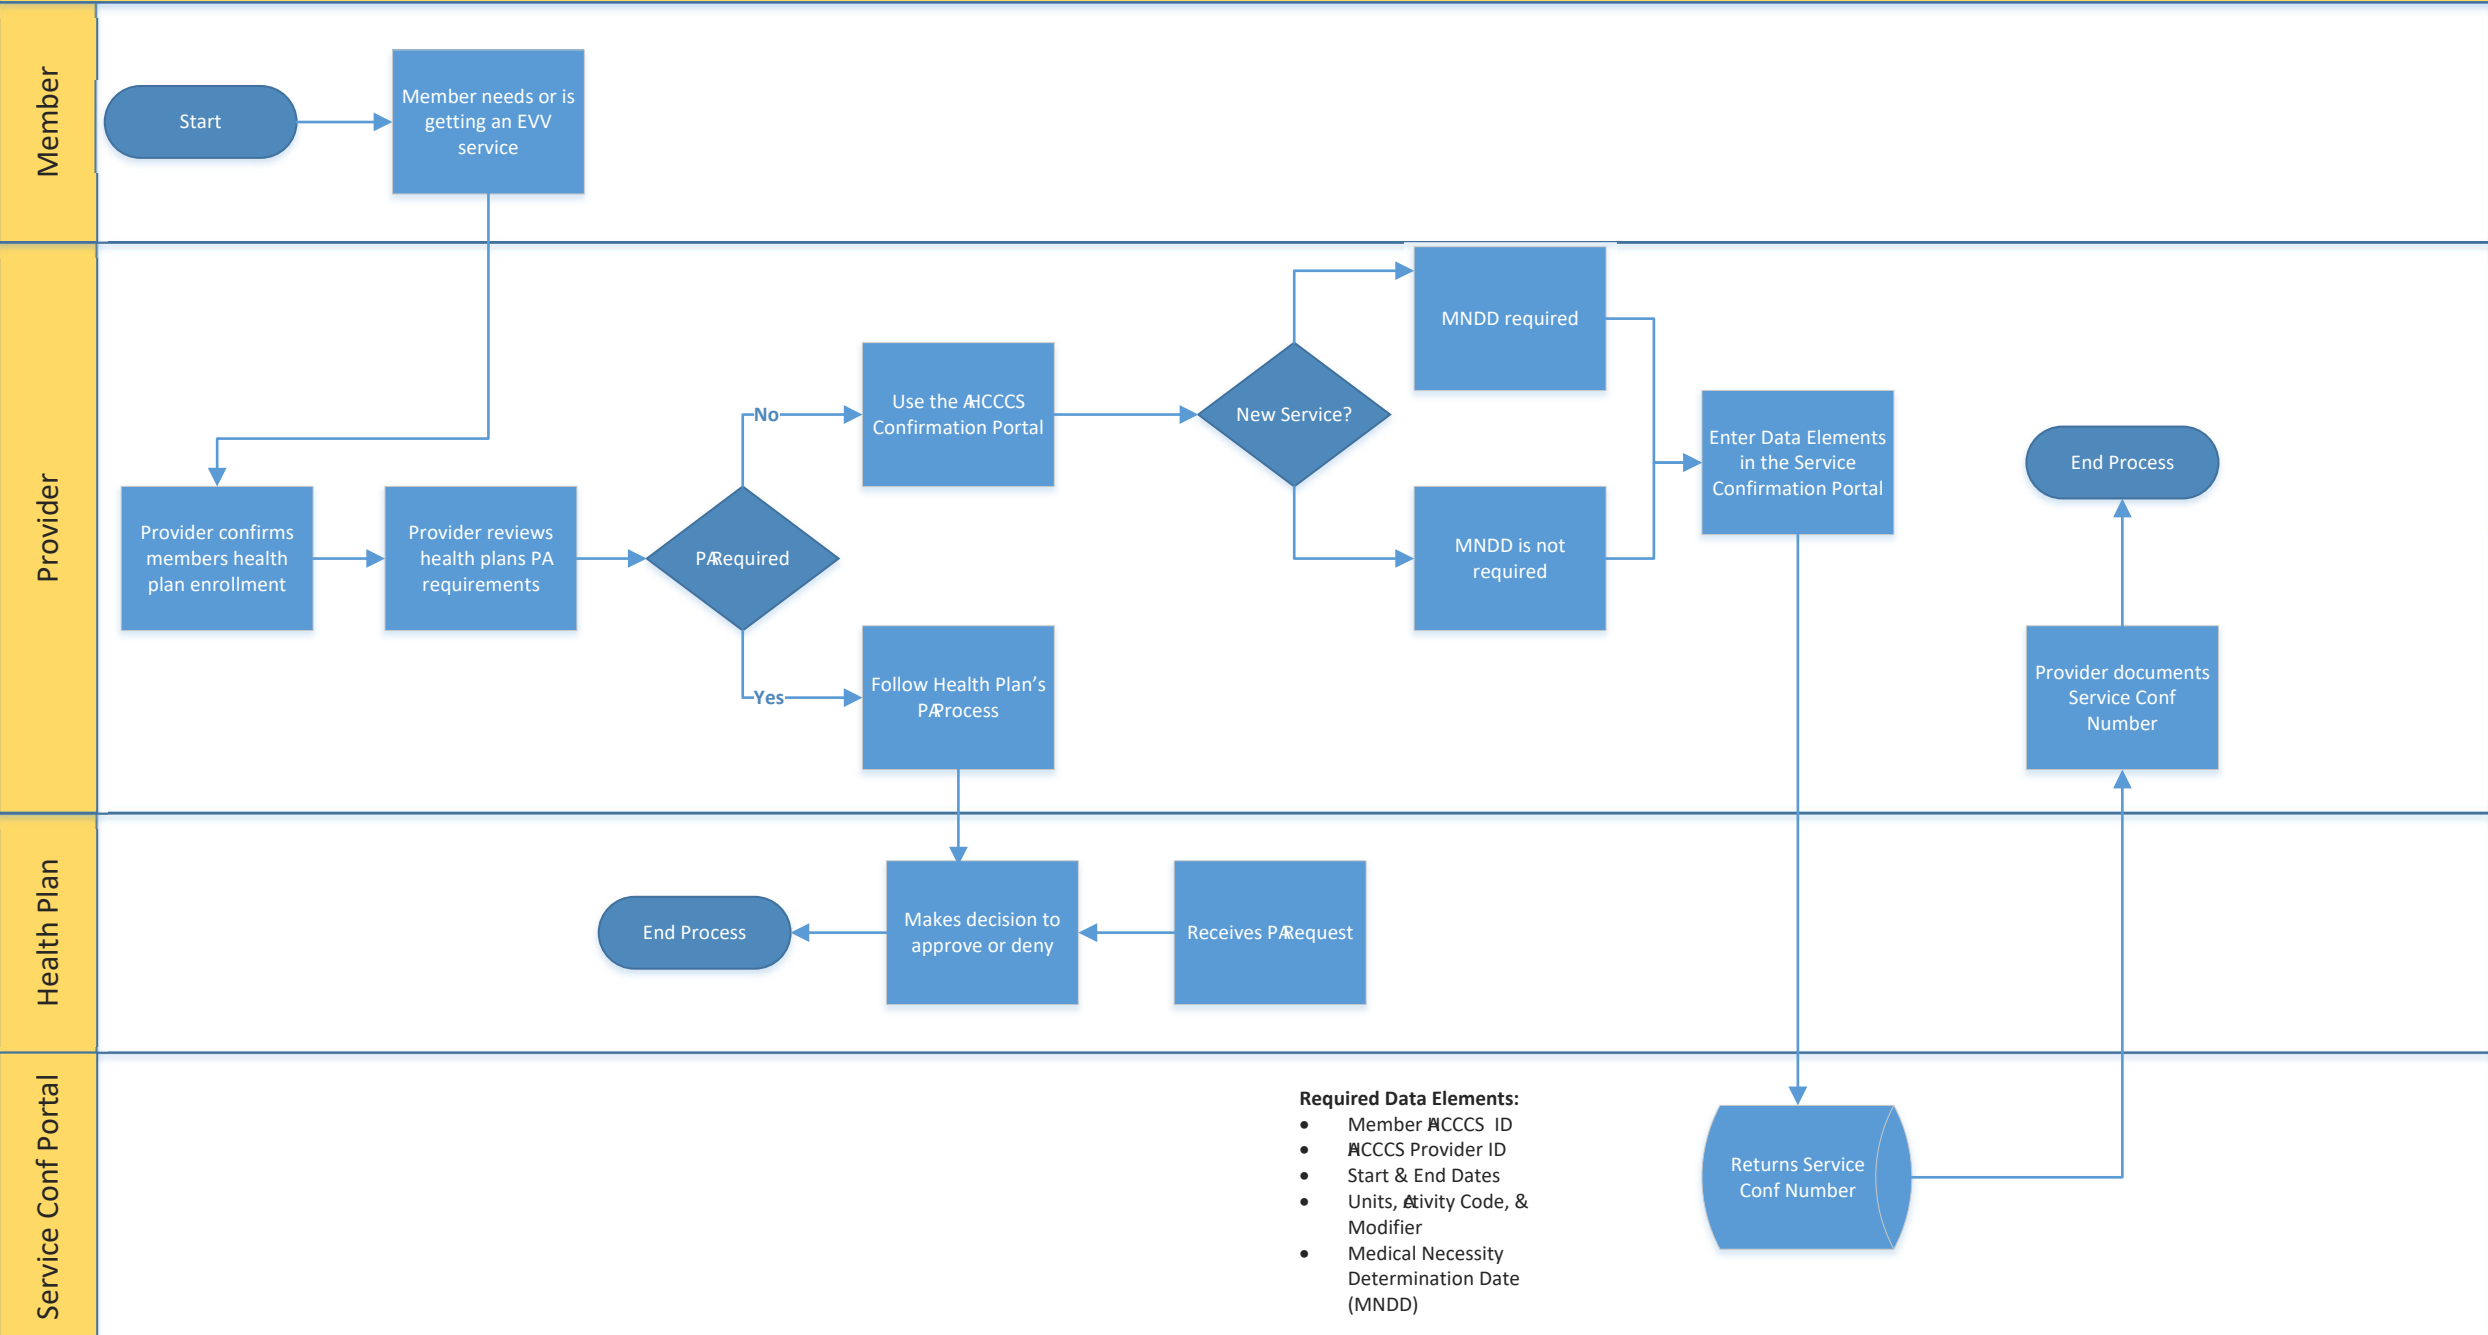 Member
Start
Member needs or is
getting an EVV
service
Provider
Provider confirms
members health
plan enrollment
Provider reviews
health plans PA
requirements
PA Required
No
Yes
Use the AHCCCS
Confirmation Portal
Follow Health Plan’s
PA Process
New Service?
MNDD required
MNDD is not
required
Enter Data Elements
in the Service
Confirmation Portal
End Process
Provider documents
Service Conf
Number
Health Plan
End Process
Makes decision to
approve or deny
Receives PA Request
Service Conf Portal
Required Data Elements:
• Member AHCCCS ID
• AHCCCS Provider ID
• Start & End Dates
• Units, Activity Code, &
Modifier
• Medical Necessity
Determination Date
(MNDD)
Returns Service
Conf Number